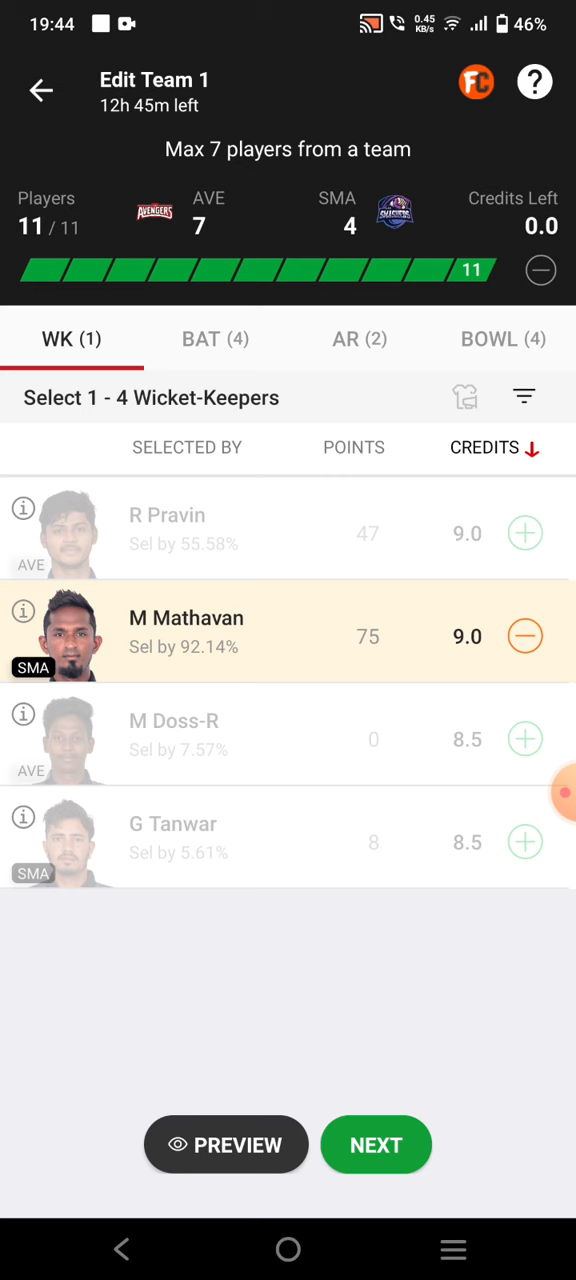 19:44
0.45 KB/s
46%
Edit Team 1
12h 45m left
FC
?
Max 7 players from a team
Players
11 / 11
AVENGERS
AVE
7
SMA
4
SMASHERS
Credits Left
0.0
11
WK (1)
BAT (4)
AR (2)
BOWL (4)
Select 1 - 4 Wicket-Keepers
SELECTED BY
POINTS
CREDITS
R Pravin
Sel by 55.58%
AVE
47
9.0
M Mathavan
Sel by 92.14%
SMA
75
9.0
M Doss-R
Sel by 7.57%
AVE
0
8.5
G Tanwar
Sel by 5.61%
SMA
8
8.5
PREVIEW
NEXT